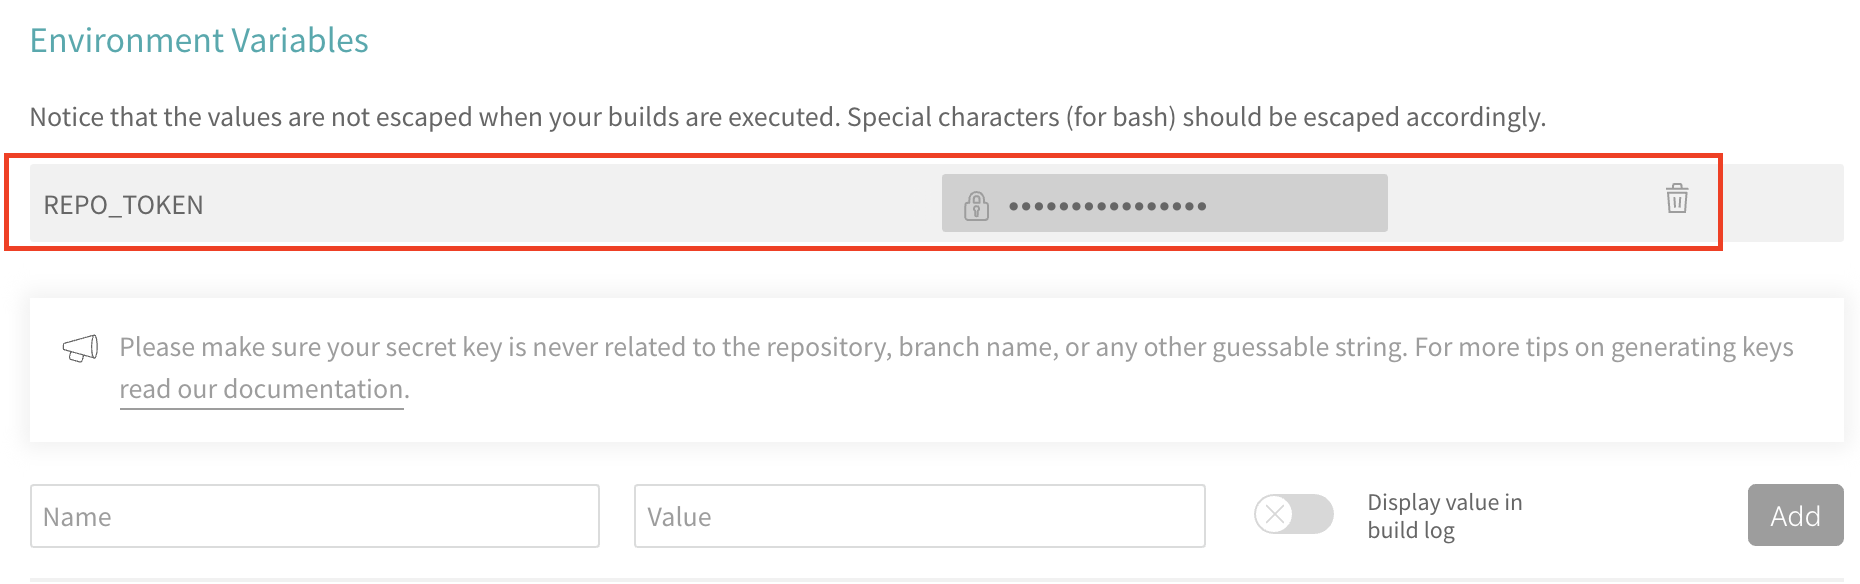 Environment Variables
Notice that the values are not escaped when your builds are executed. Special characters (for bash) should be escaped accordingly.
REPO_TOKEN ••••••••••••••••
Please make sure your secret key is never related to the repository, branch name, or any other guessable string. For more tips on generating keys
read our documentation.
Name
Value
Display value in
build log
Add